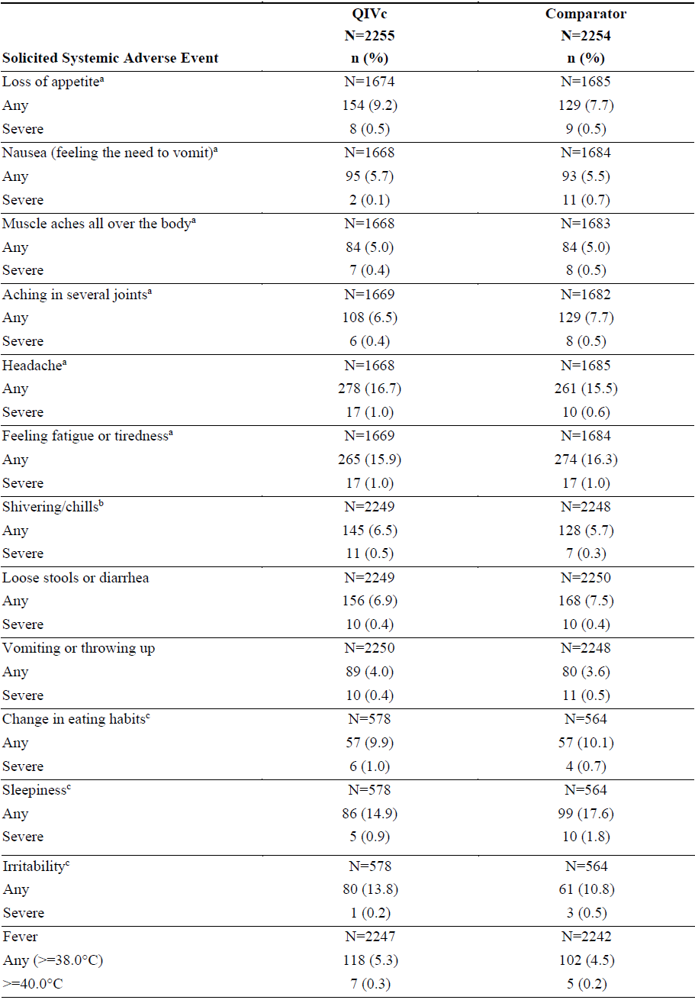 QIVc Comparator
N=2255 N=2254
Solicited Systemic Adverse Event n (%) n (%)
Loss of appetiteᵃ N=1674 N=1685
Any 154 (9.2) 129 (7.7)
Severe 8 (0.5) 9 (0.5)
Nausea (feeling the need to vomit)ᵃ N=1668 N=1684
Any 95 (5.7) 93 (5.5)
Severe 2 (0.1) 11 (0.7)
Muscle aches all over the bodyᵃ N=1668 N=1683
Any 84 (5.0) 84 (5.0)
Severe 7 (0.4) 8 (0.5)
Aching in several jointsᵃ N=1669 N=1682
Any 108 (6.5) 129 (7.7)
Severe 6 (0.4) 8 (0.5)
Headacheᵃ N=1668 N=1685
Any 278 (16.7) 261 (15.5)
Severe 17 (1.0) 10 (0.6)
Feeling fatigue or tirednessᵃ N=1669 N=1684
Any 265 (15.9) 274 (16.3)
Severe 17 (1.0) 17 (1.0)
Shivering/chillsᵇ N=2249 N=2248
Any 145 (6.5) 128 (5.7)
Severe 11 (0.5) 7 (0.3)
Loose stools or diarrhea N=2249 N=2250
Any 156 (6.9) 168 (7.5)
Severe 10 (0.4) 10 (0.4)
Vomiting or throwing up N=2250 N=2248
Any 89 (4.0) 80 (3.6)
Severe 10 (0.4) 11 (0.5)
Change in eating habitsᶜ N=578 N=564
Any 57 (9.9) 57 (10.1)
Severe 6 (1.0) 4 (0.7)
Sleepinessᶜ N=578 N=564
Any 86 (14.9) 99 (17.6)
Severe 5 (0.9) 10 (1.8)
Irritabilityᶜ N=578 N=564
Any 80 (13.8) 61 (10.8)
Severe 1 (0.2) 3 (0.5)
Fever N=2247 N=2242
Any (>=38.0°C) 118 (5.3) 102 (4.5)
>=40.0°C 7 (0.3) 5 (0.2)